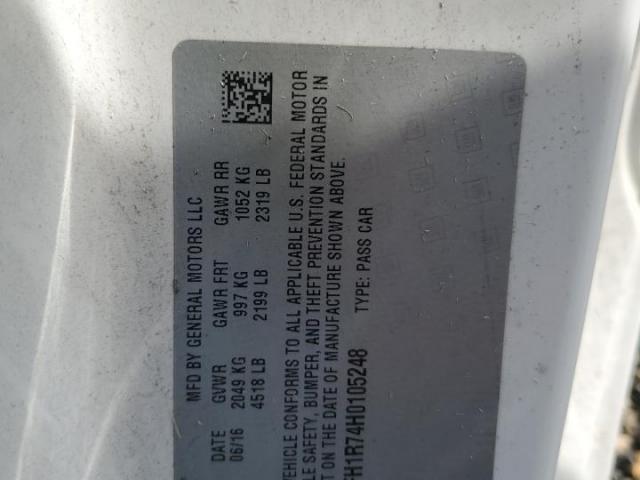 MFD BY GENERAL MOTORS LLC
DATE GVWR GAWR FRT GAWR RR
06/16 2049 KG 997 KG 1052 KG
4518 LB 2199 LB 2319 LB
VEHICLE CONFORMS TO ALL APPLICABLE U.S. FEDERAL MOTOR
LE SAFETY, BUMPER, AND THEFT PREVENTION STANDARDS IN
T ON THE DATE OF MANUFACTURE SHOWN ABOVE.
FH1R74H0105248 TYPE: PASS CAR